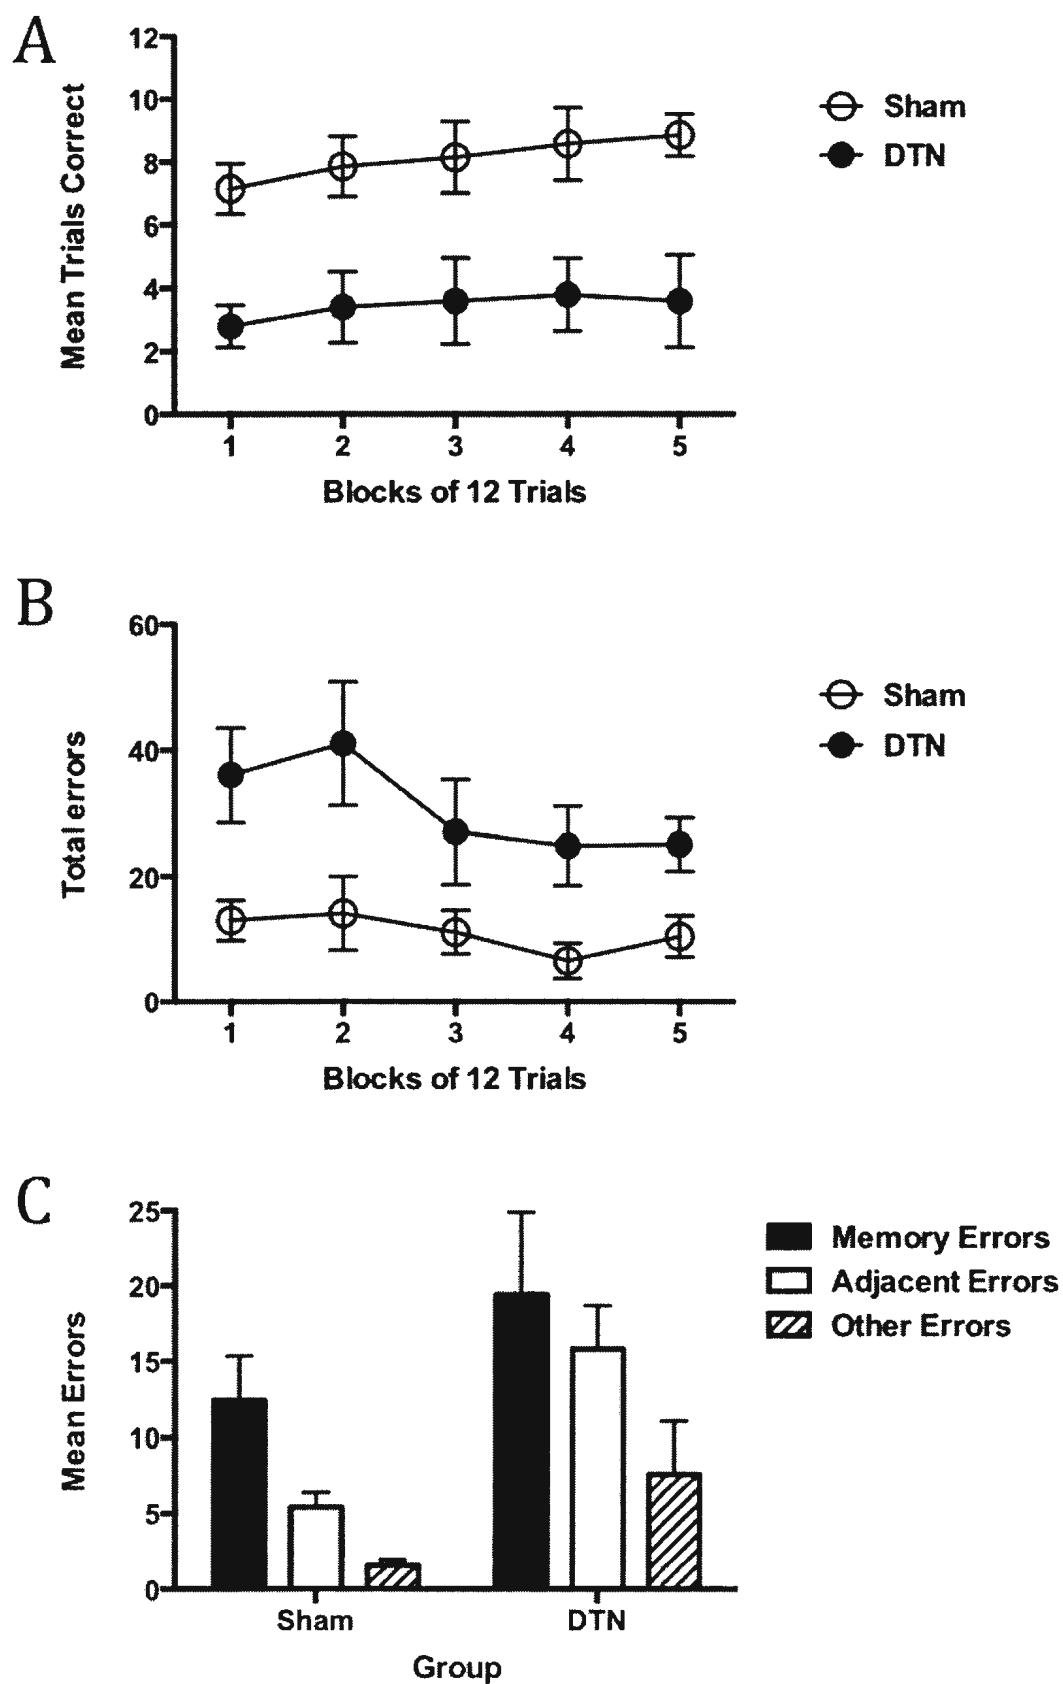 A
12
10
8
6
4
2
0
Mean Trials Correct
1 2 3 4 5
Blocks of 12 Trials
Sham
DTN
B
60
40
20
0
Total errors
1 2 3 4 5
Blocks of 12 Trials
Sham
DTN
C
25
20
15
10
5
0
Mean Errors
Sham DTN
Group
Memory Errors
Adjacent Errors
Other Errors